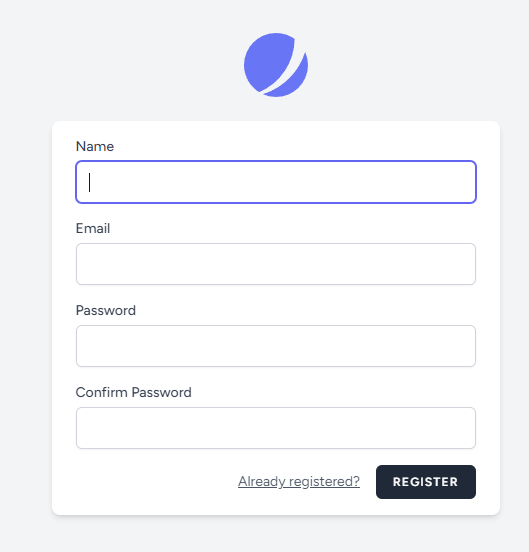 Name
Email
Password
Confirm Password
Already registered? REGISTER